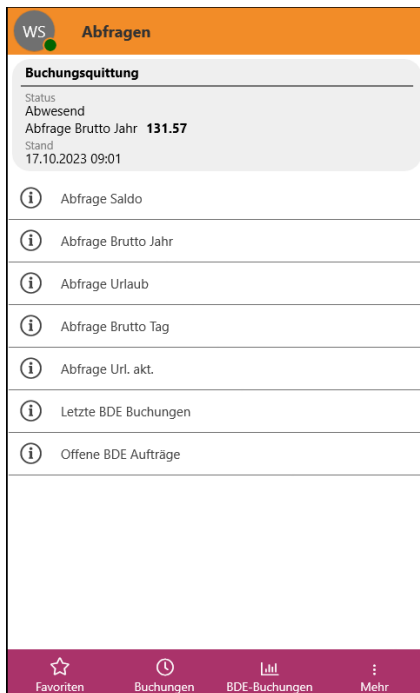 WS Abfragen
Buchungsquittung
Status
Abwesend
Abfrage Brutto Jahr 131.57
Stand
17.10.2023 09:01
Abfrage Saldo
Abfrage Brutto Jahr
Abfrage Urlaub
Abfrage Brutto Tag
Abfrage Url. akt.
Letzte BDE Buchungen
Offene BDE Aufträge
Favoriten Buchungen BDE-Buchungen Mehr